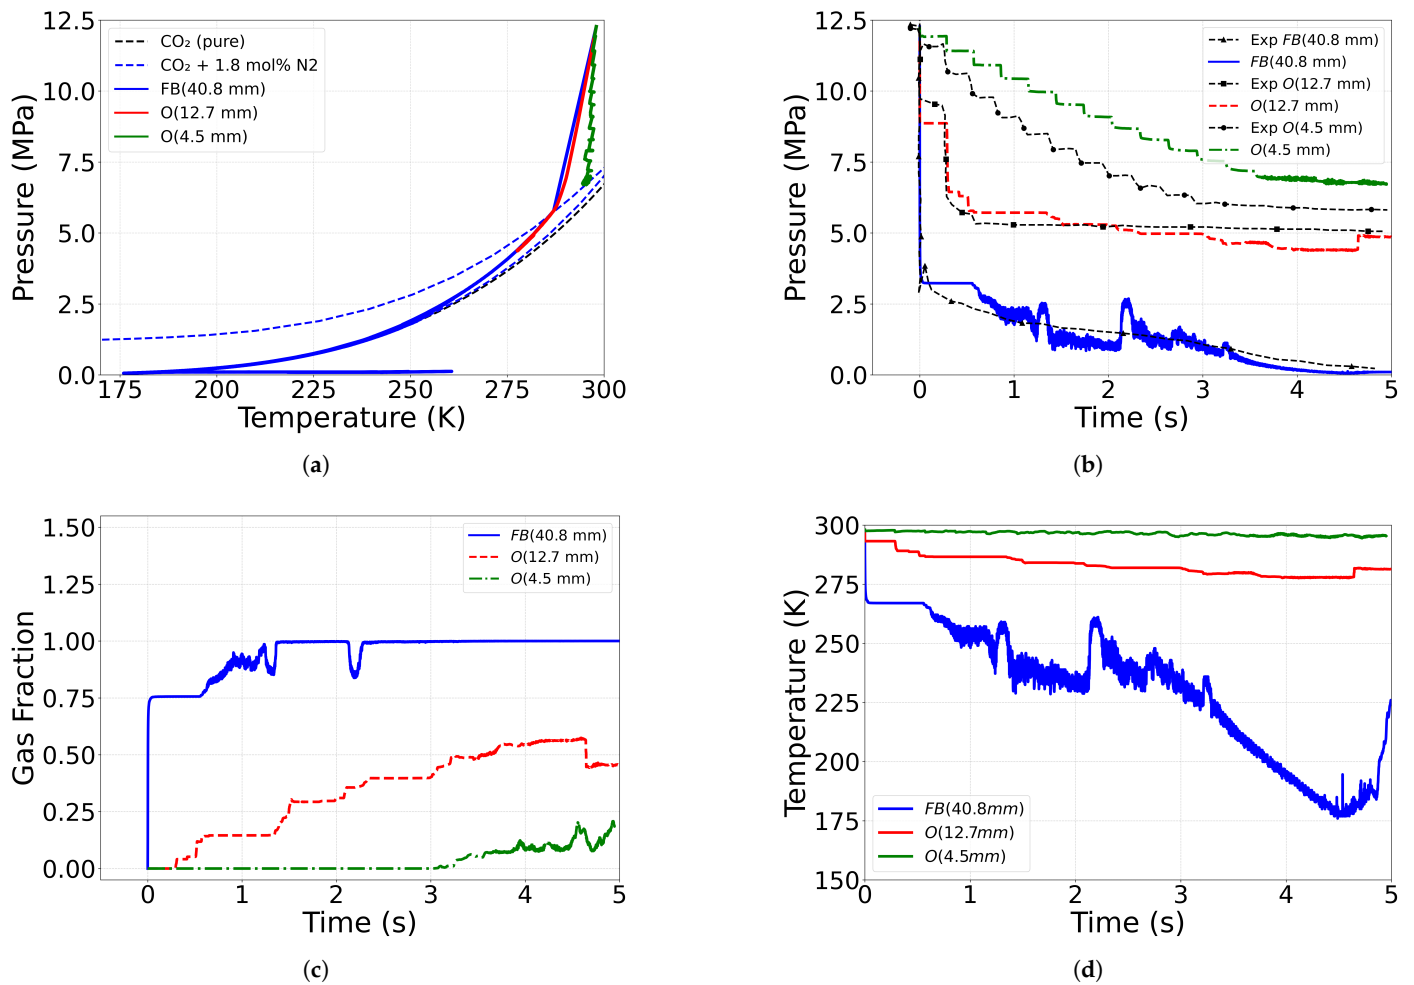 12.5
10.0
7.5
5.0
2.5
0.0
Pressure (MPa)
CO₂ (pure)
CO₂ + 1.8 mol% N2
FB(40.8 mm)
O(12.7 mm)
O(4.5 mm)
175 200 225 250 275 300
Temperature (K)
(a)
12.5
10.0
7.5
5.0
2.5
0.0
Pressure (MPa)
Exp FB(40.8 mm)
FB(40.8 mm)
Exp O(12.7 mm)
O(12.7 mm)
Exp O(4.5 mm)
O(4.5 mm)
0 1 2 3 4 5
Time (s)
(b)
1.50
1.25
1.00
0.75
0.50
0.25
0.00
Gas Fraction
FB(40.8 mm)
O(12.7 mm)
O(4.5 mm)
0 1 2 3 4 5
Time (s)
(c)
300
275
250
225
200
175
150
Temperature (K)
FB(40.8mm)
O(12.7mm)
O(4.5mm)
0 1 2 3 4 5
Time (s)
(d)